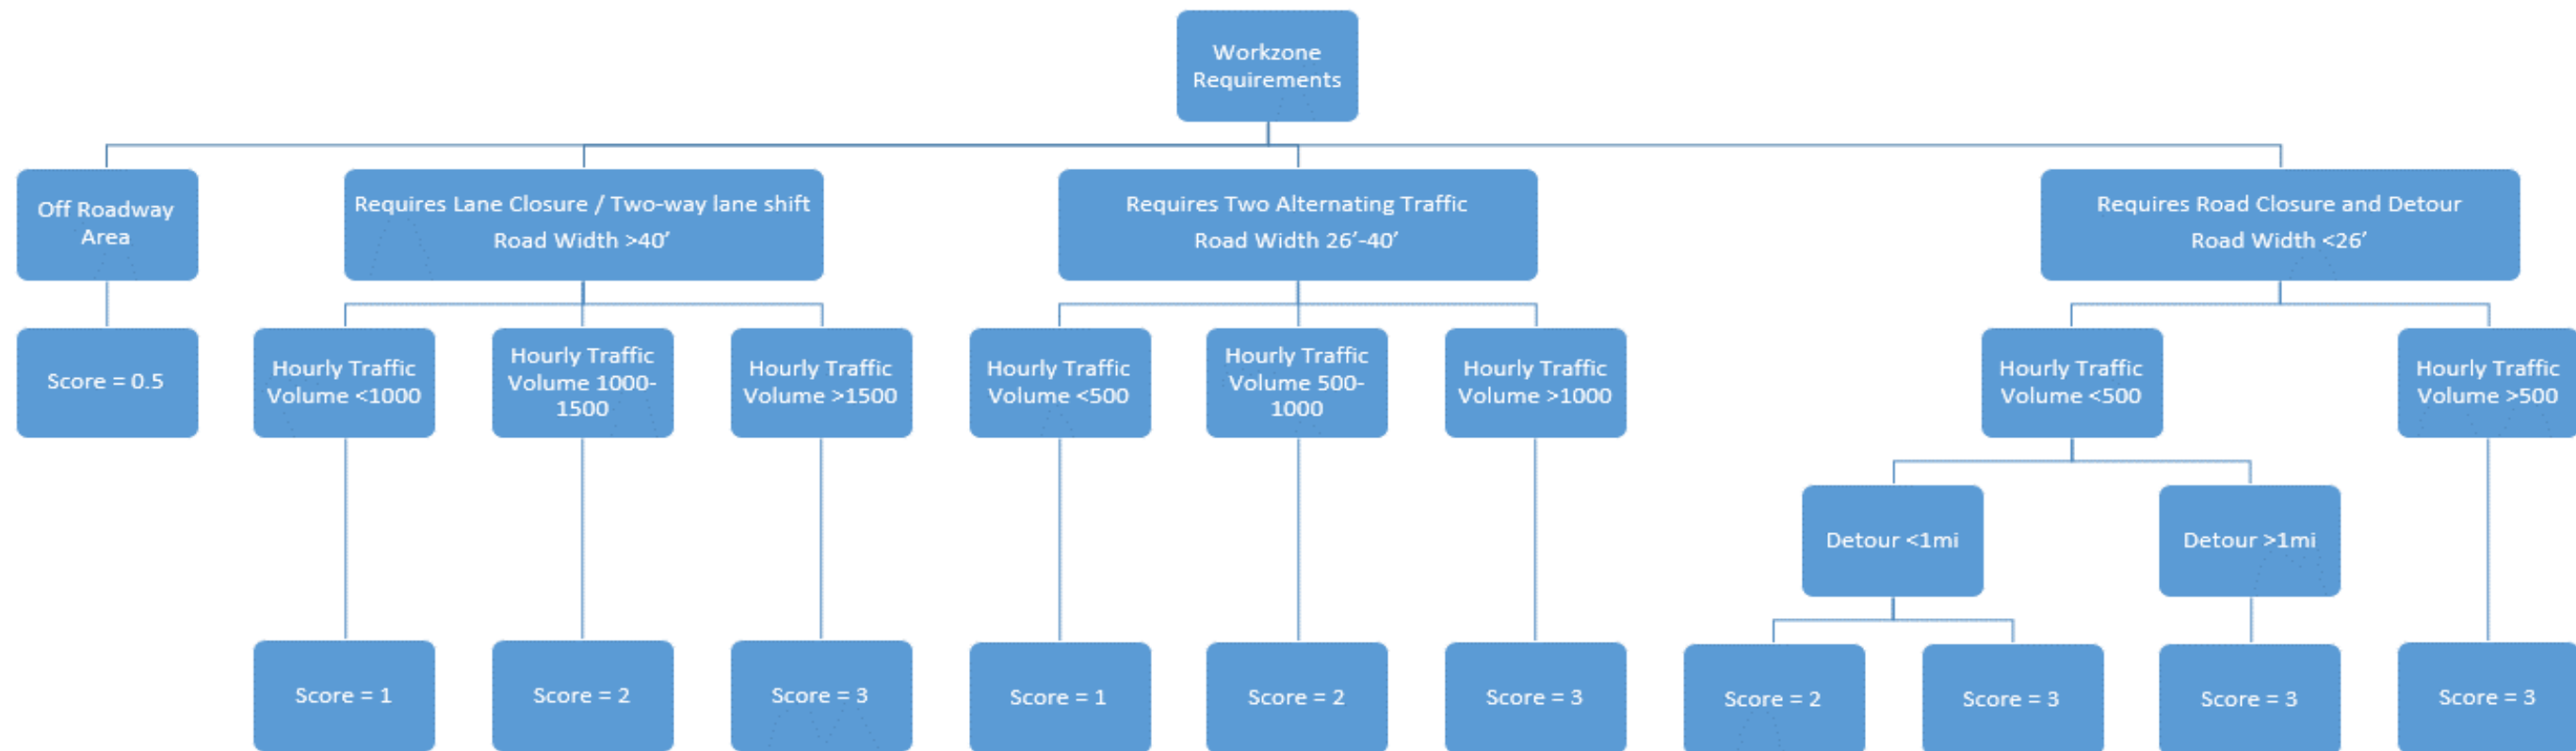 Workzone
Requirements
Off Roadway
Area
Requires Lane Closure / Two-way lane shift
Road Width >40’
Requires Two Alternating Traffic
Road Width 26’-40’
Requires Road Closure and Detour
Road Width <26’
Score = 0.5
Hourly Traffic
Volume <1000
Hourly Traffic
Volume 1000-
1500
Hourly Traffic
Volume >1500
Hourly Traffic
Volume <500
Hourly Traffic
Volume 500-
1000
Hourly Traffic
Volume >1000
Hourly Traffic
Volume <500
Hourly Traffic
Volume >500
Detour <1mi
Detour >1mi
Score = 1
Score = 2
Score = 3
Score = 1
Score = 2
Score = 3
Score = 2
Score = 3
Score = 3
Score = 3